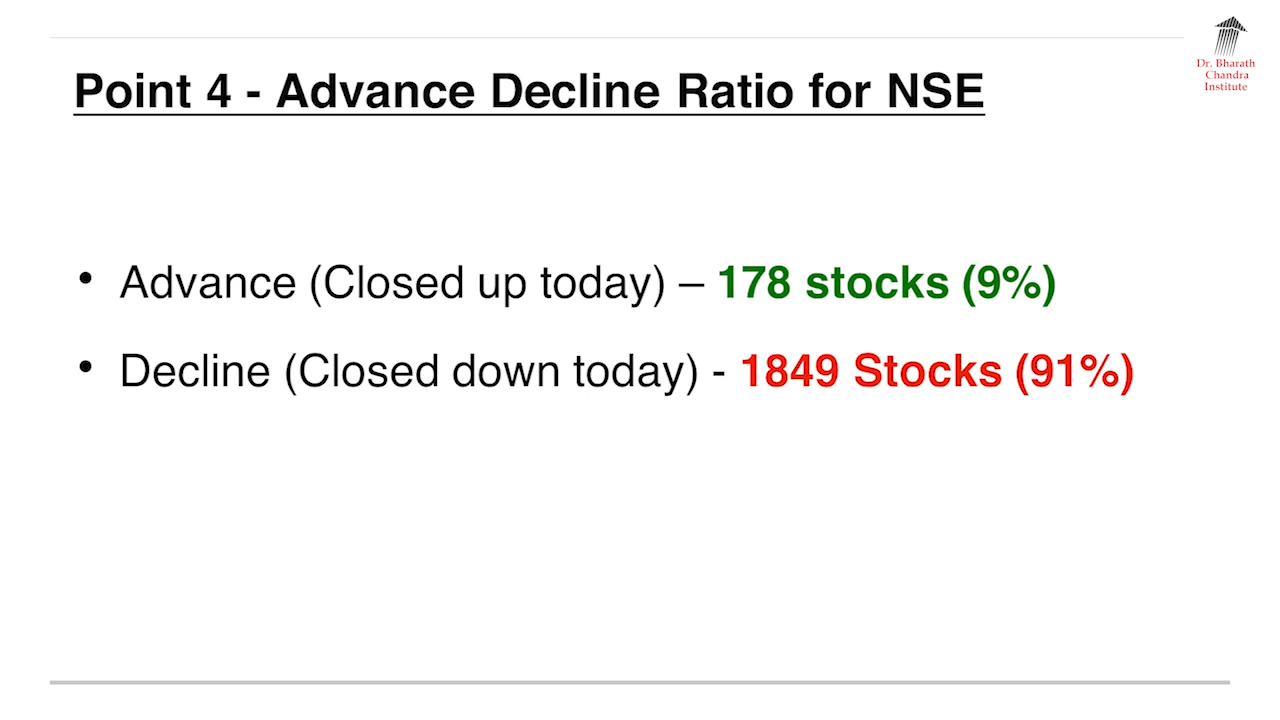 Dr. Bharath
Chandra
Institute
Point 4 - Advance Decline Ratio for NSE
• Advance (Closed up today) – 178 stocks (9%)
• Decline (Closed down today) - 1849 Stocks (91%)